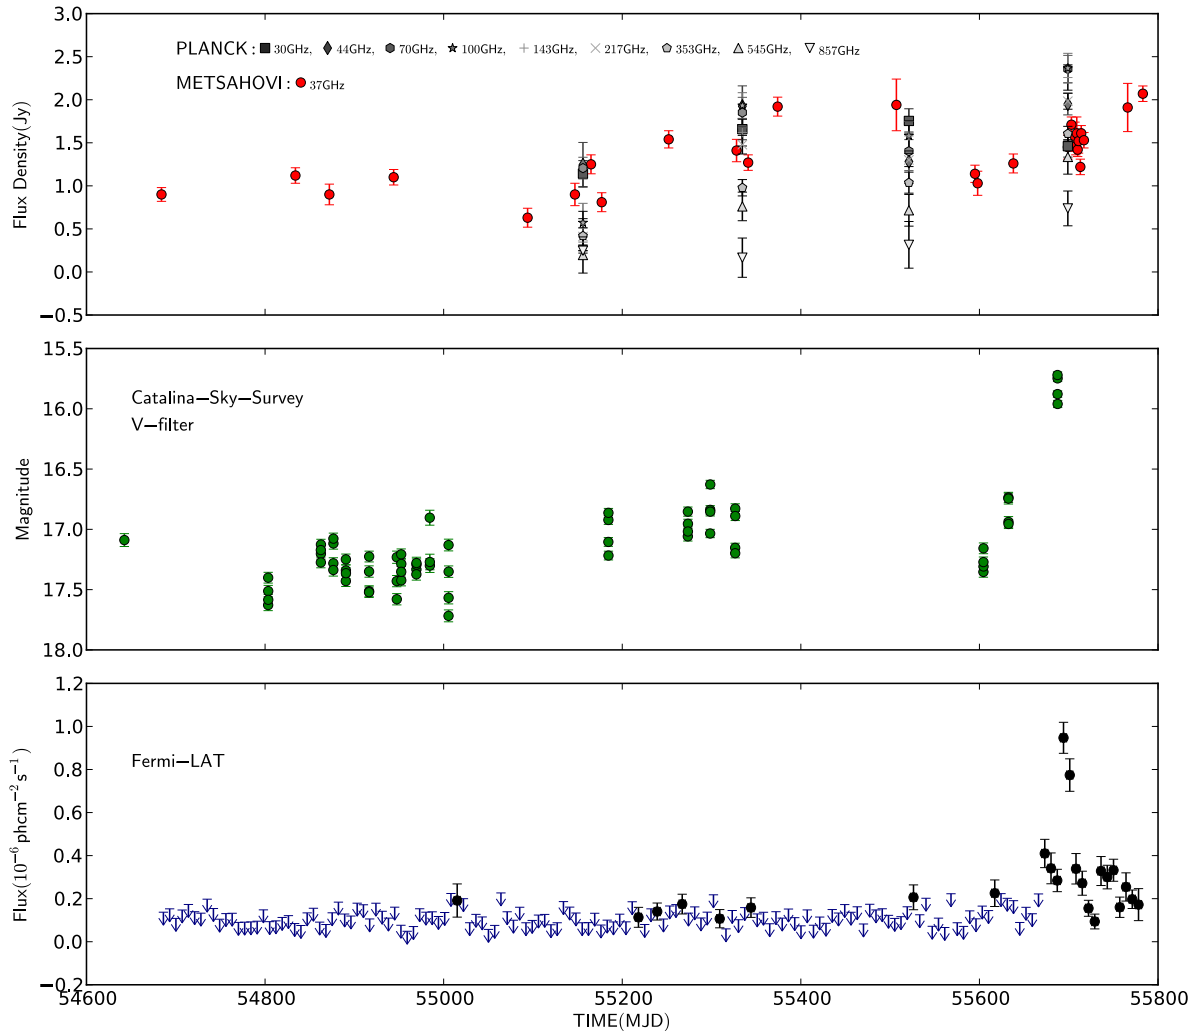 3.0
2.5
2.0
1.5
1.0
0.5
0.0
−0.5
Flux Density(Jy)
PLANCK : 30GHz, 44GHz, 70GHz, 100GHz, 143GHz, 217GHz, 353GHz, 545GHz, 857GHz
METSAHOVI : 37GHz
15.5
16.0
16.5
17.0
17.5
18.0
Magnitude
Catalina−Sky−Survey
V−filter
1.2
1.0
0.8
0.6
0.4
0.2
0.0
−0.2
Flux(10⁻⁶ phcm⁻² s⁻¹)
Fermi−LAT
54600 54800 55000 55200 55400 55600 55800
TIME(MJD)